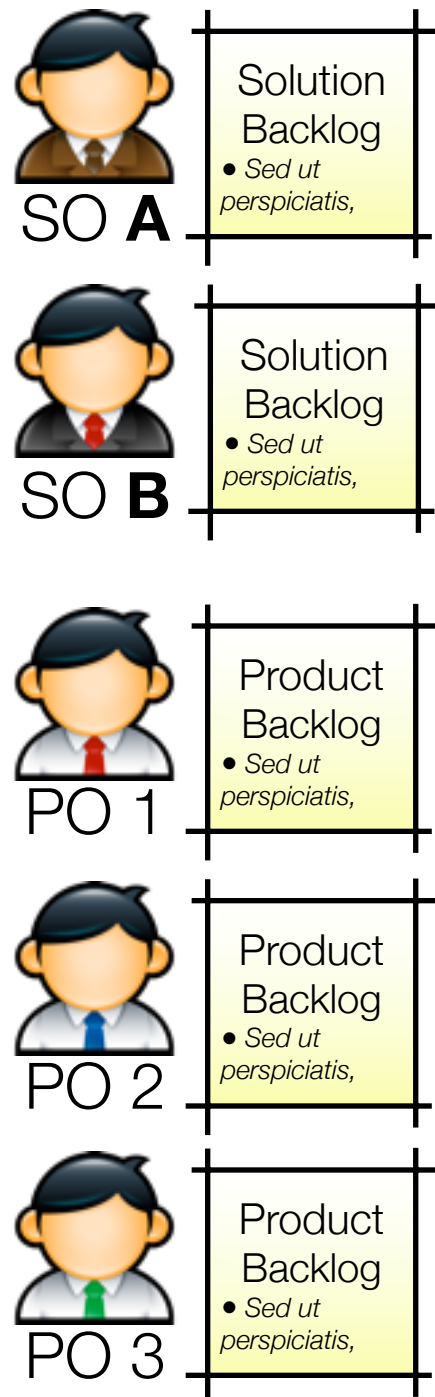 Solution
Backlog
• Sed ut
perspiciatis,
SO A
Solution
Backlog
• Sed ut
perspiciatis,
SO B
Product
Backlog
• Sed ut
perspiciatis,
PO 1
Product
Backlog
• Sed ut
perspiciatis,
PO 2
Product
Backlog
• Sed ut
perspiciatis,
PO 3